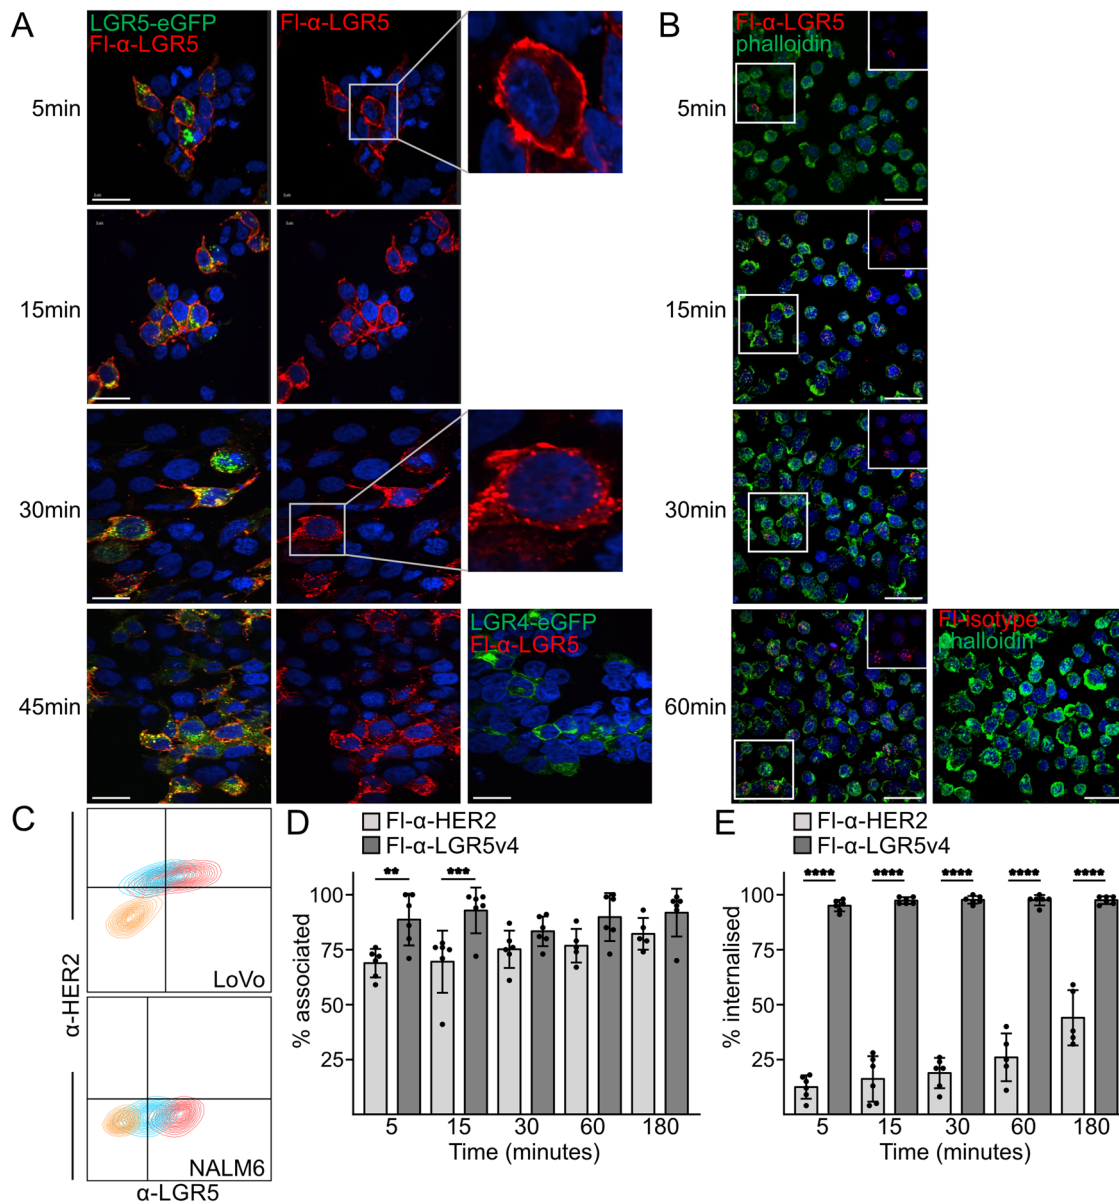 A
LGR5-eGFP
Fl-α-LGR5
Fl-α-LGR5
5min
15min
30min
45min
LGR4-eGFP
Fl-α-LGR5
B
Fl-α-LGR5
phalloidin
5min
15min
30min
60min
Fl-isotype
phalloidin
C
α-HER2
LoVo
NALM6
α-LGR5
D
Fl-α-HER2
Fl-α-LGR5v4
** ***
% associated
100
75
50
25
5 15 30 60 180
Time (minutes)
E
Fl-α-HER2
Fl-α-LGR5v4
**** **** **** **** ****
% internalised
100
75
50
25
5 15 30 60 180
Time (minutes)